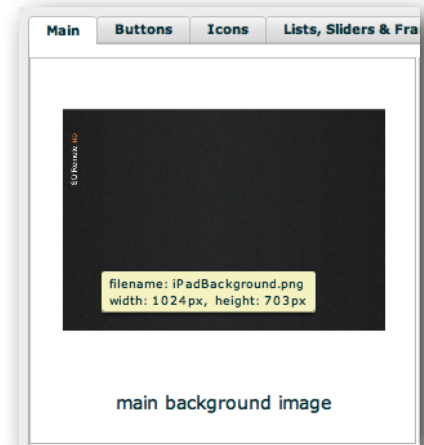 Main
Buttons
Icons
Lists, Sliders & Fra
filename: iPadBackground.png
width: 1024px, height: 703px
main background image